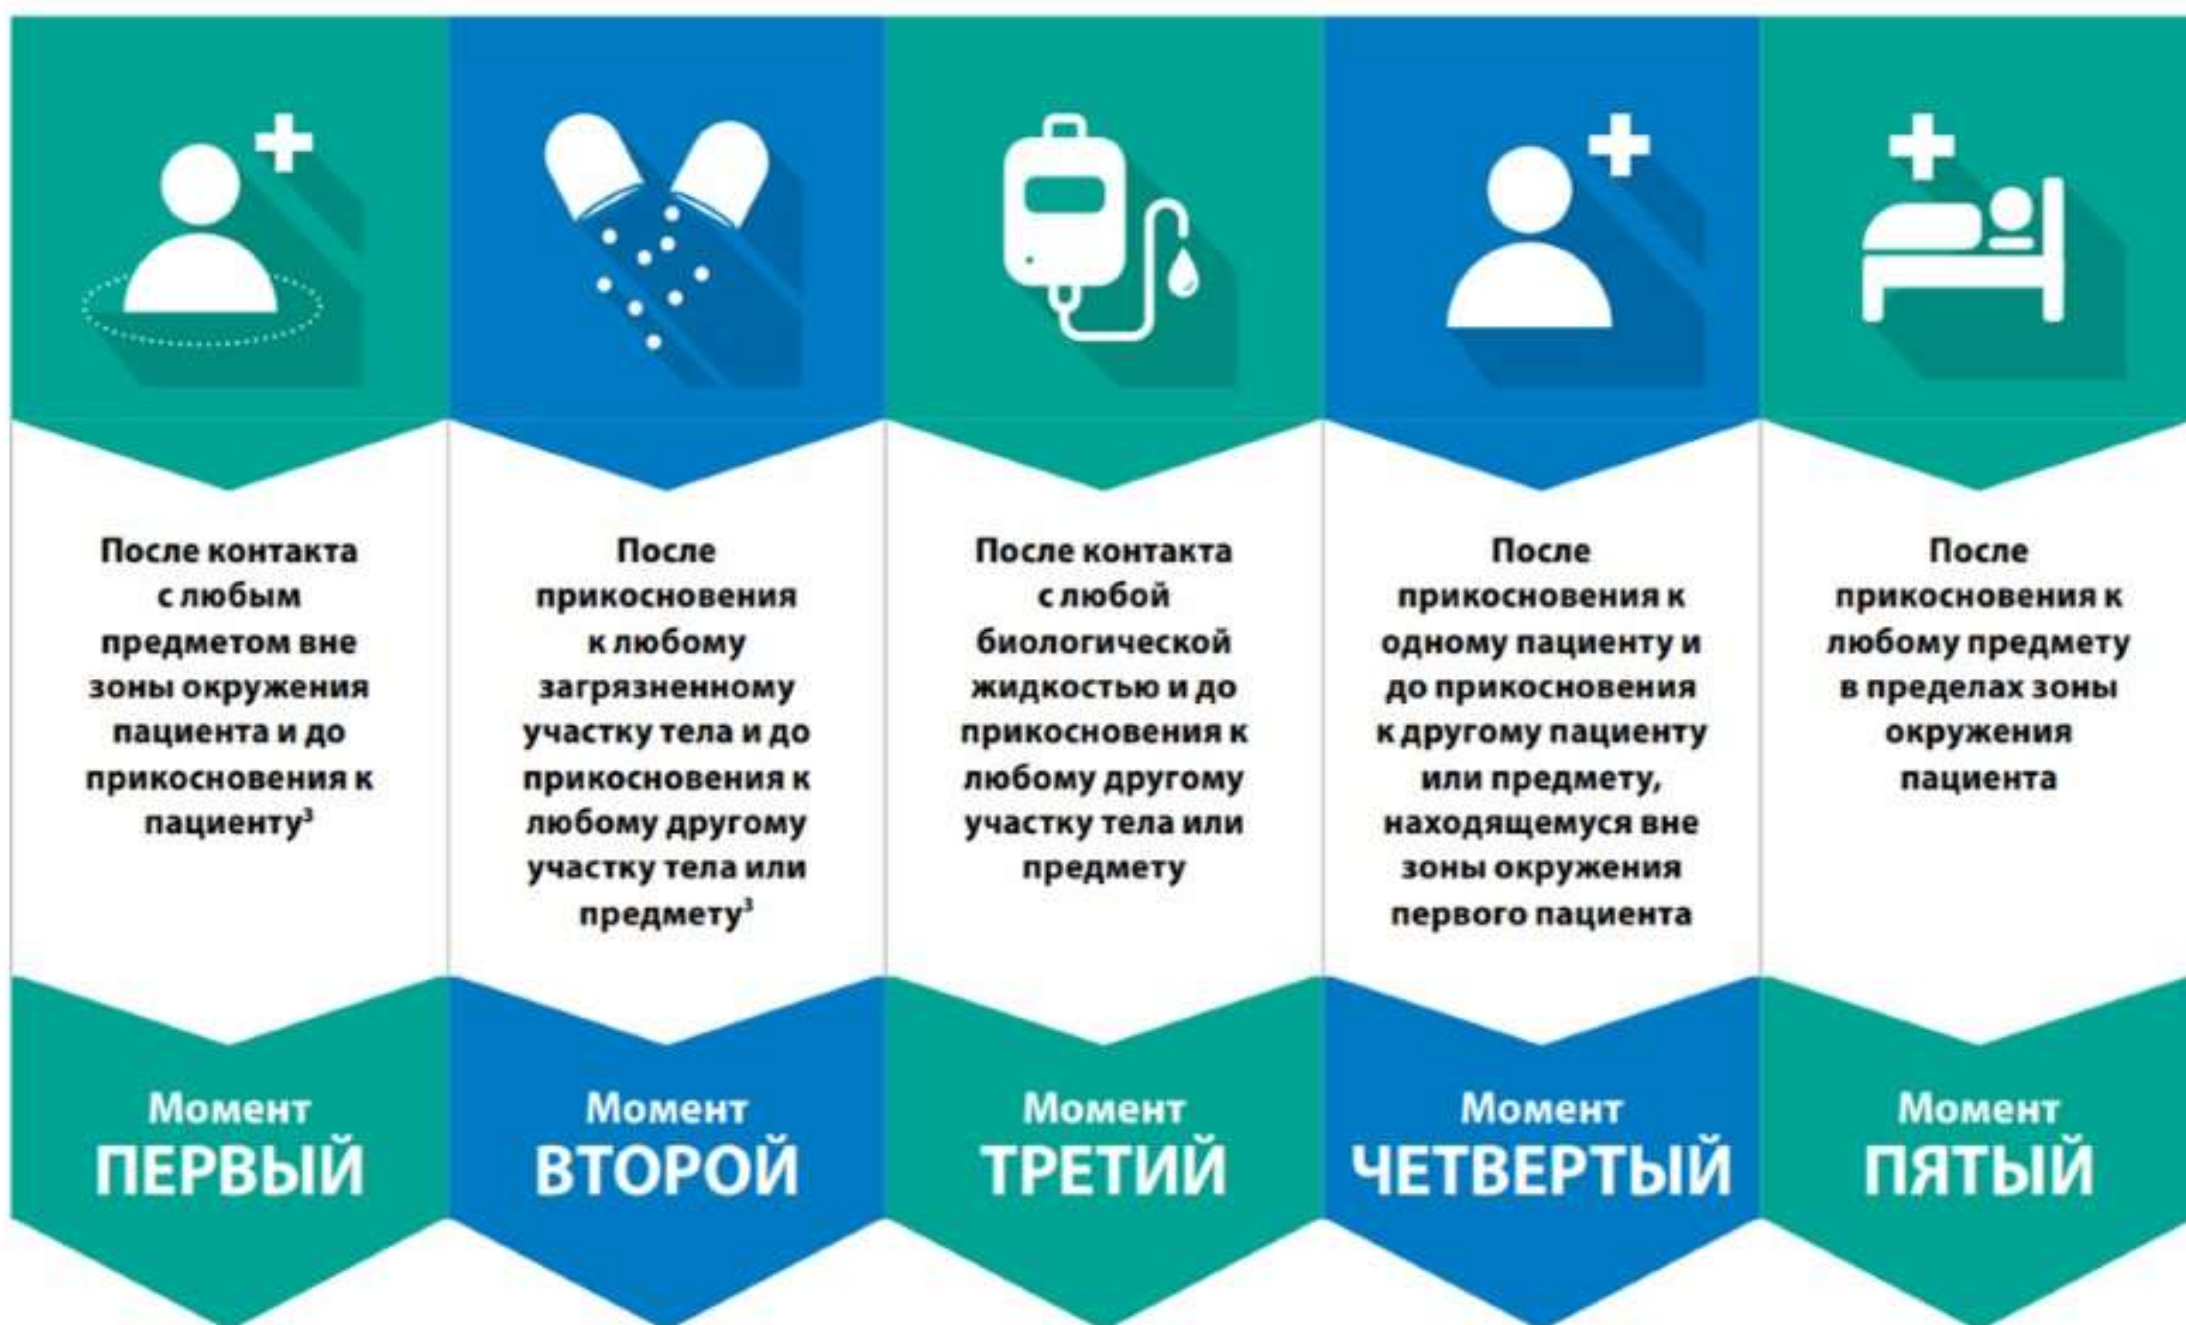 После контакта
с любым
предметом вне
зоны окружения
пациента и до
прикосновения к
пациенту³
После
прикосновения
к любому
загрязненному
участку тела и до
прикосновения к
любому другому
участку тела или
предмету³
После контакта
с любой
биологической
жидкостью и до
прикосновения к
любому другому
участку тела или
предмету
После
прикосновения к
одному пациенту и
до прикосновения
к другому пациенту
или предмету,
находящемуся вне
зоны окружения
первого пациента
После
прикосновения к
любому предмету
в пределах зоны
окружения
пациента
Момент
ПЕРВЫЙ
Момент
ВТОРОЙ
Момент
ТРЕТИЙ
Момент
ЧЕТВЕРТЫЙ
Момент
ПЯТЫЙ